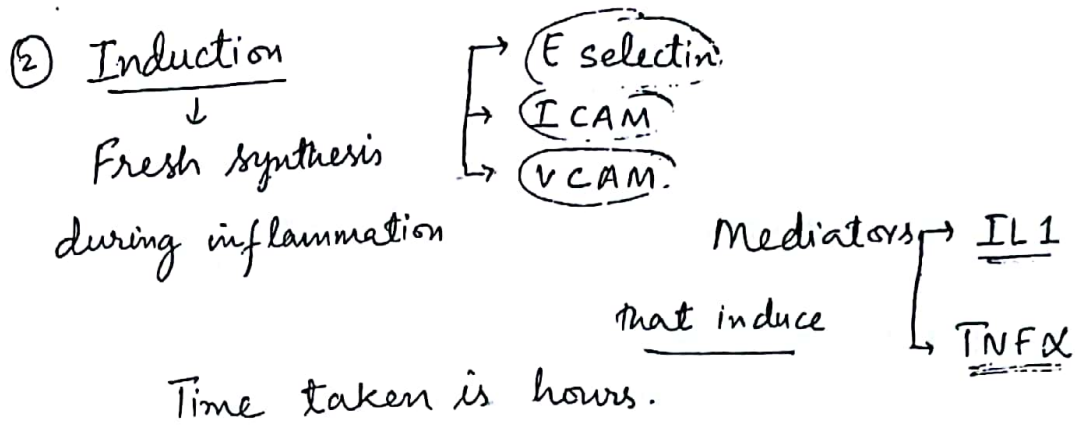 ② Induction
↓
Fresh synthesis
during inflammation
→ E selectin.
→ ICAM
→ VCAM.
Mediators → IL1
that induce → TNFα
Time taken is hours.